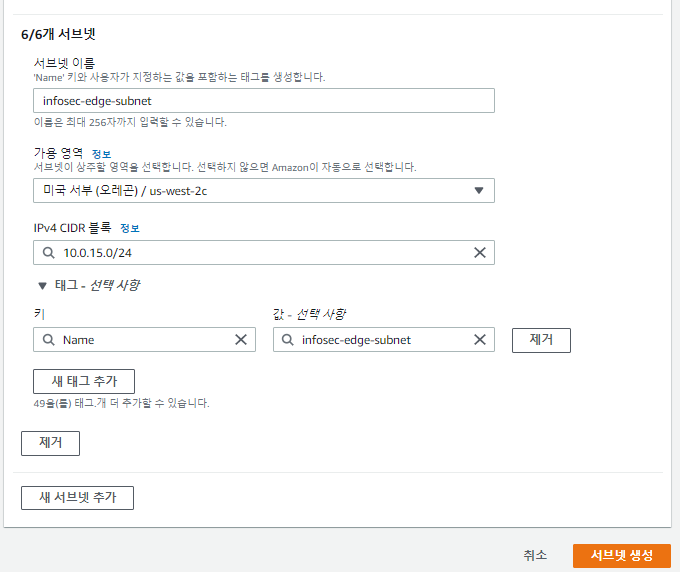 6/6개 서브넷
서브넷 이름
'Name' 키와 사용자가 지정하는 값을 포함하는 태그를 생성합니다.
infosec-edge-subnet
이름은 최대 256자까지 입력할 수 있습니다.
가용 영역 정보
서브넷이 상주할 영역을 선택합니다. 선택하지 않으면 Amazon이 자동으로 선택합니다.
미국 서부 (오레곤) / us-west-2c
IPv4 CIDR 블록 정보
10.0.15.0/24
태그 - 선택 사항
키 값 - 선택 사항
Name infosec-edge-subnet 제거
새 태그 추가
49을(를) 태그.개 더 추가할 수 있습니다.
제거
새 서브넷 추가
취소 서브넷 생성